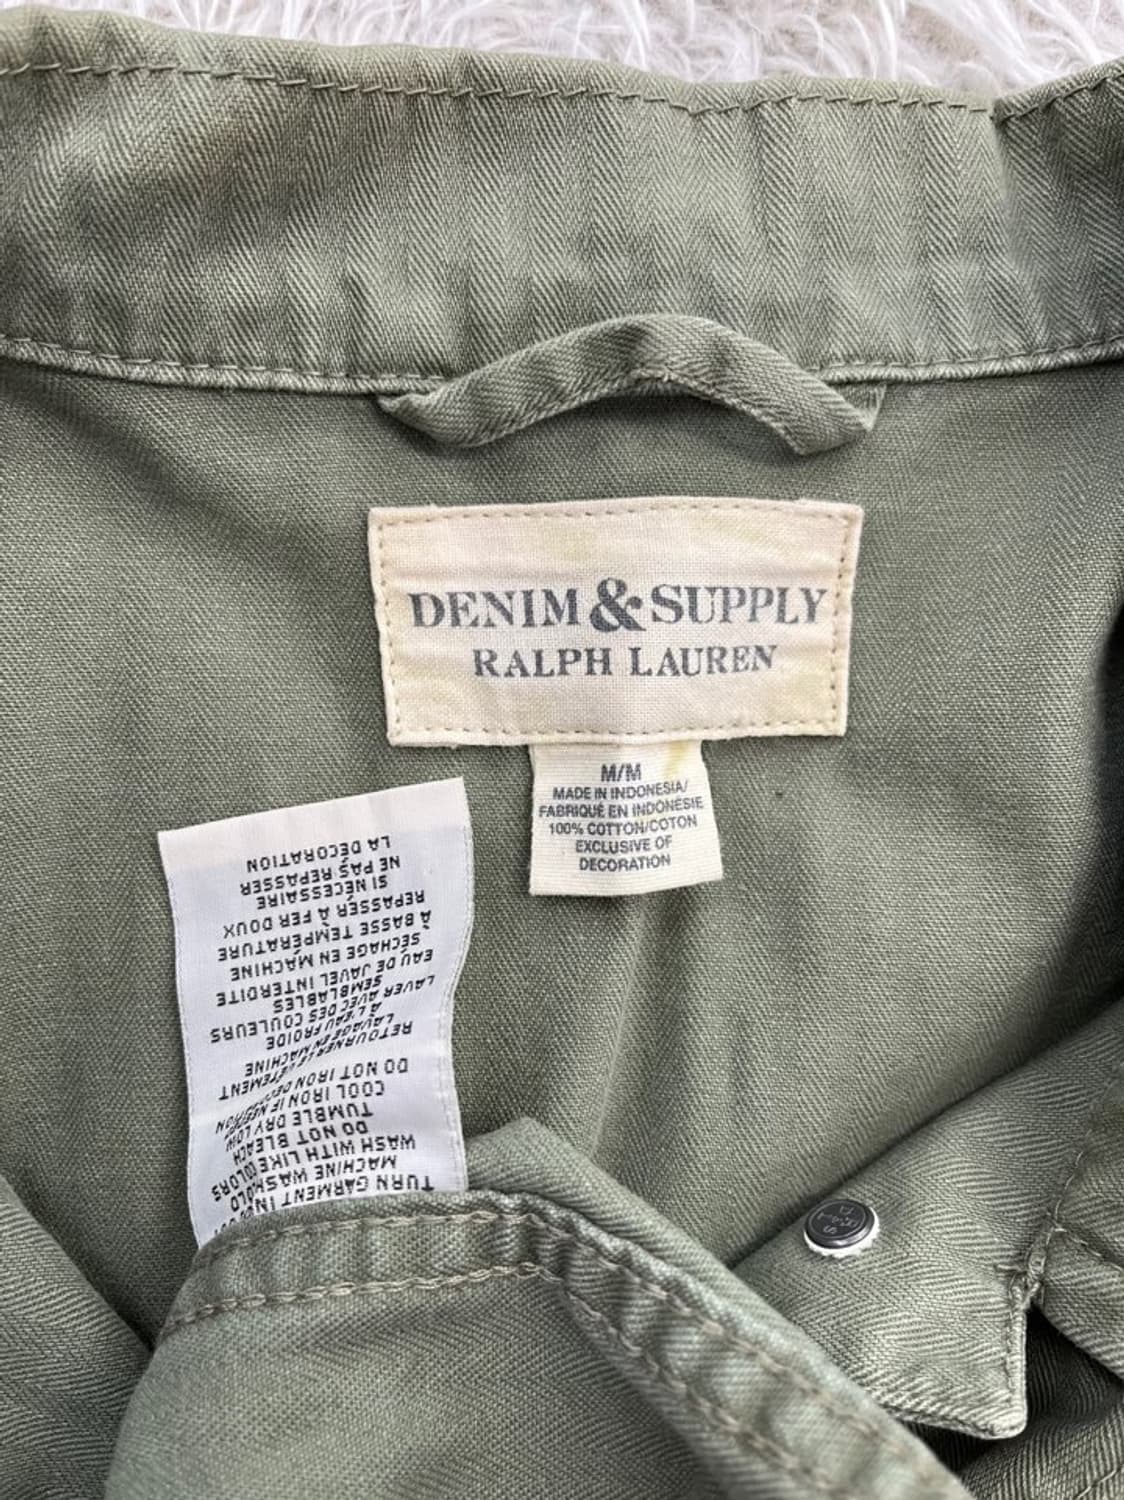 DENIM & SUPPLY
RALPH LAUREN
M/M
MADE IN INDONESIA/
FABRIQUÉ EN INDONÉSIE
100% COTTON/COTON
EXCLUSIVE OF
DECORATION
TURN GARMENT
MACHINE WASH
WASH WITH LIKE COLORS
DO NOT BLEACH
TUMBLE DRY LOW
COOL IRON IF NEEDED
DO NOT IRON DECORATION
RETOURNER LE VÊTEMENT
LAVAGE EN MACHINE
À L'EAU FROIDE
LAVER AVEC DES COULEURS
SEMBLABLES
EAU DE JAVEL INTERDITE
SÉCHAGE EN MACHINE
À BASSE TEMPÉRATURE
REPASSER À FER DOUX
SI NÉCESSAIRE
NE PAS REPASSER
LA DÉCORATION